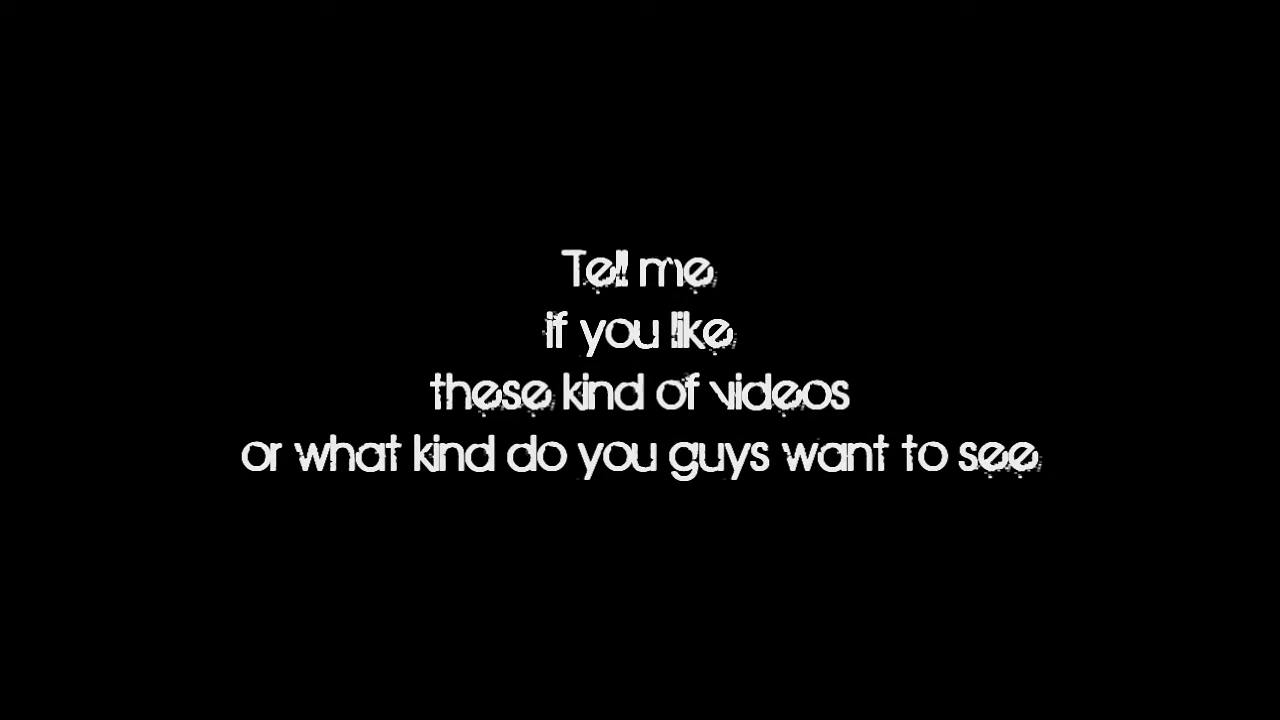 Tell me
if you like
these kind of videos
or what kind do you guys want to see